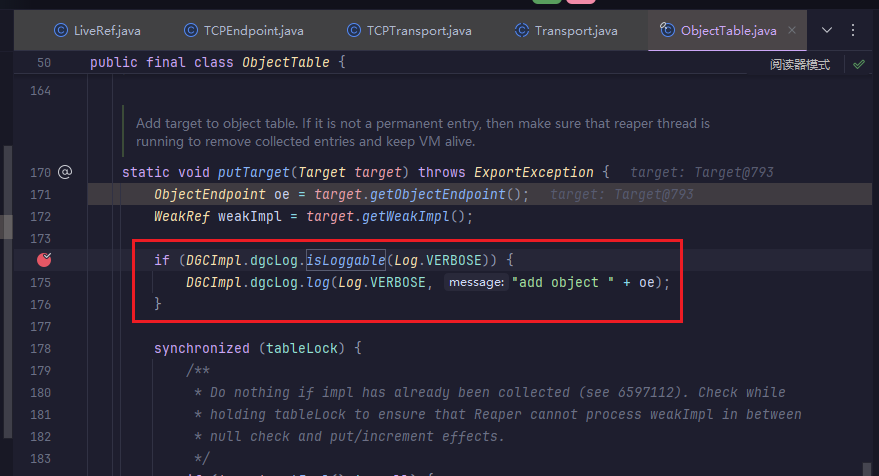 LiveRef.java TCPEndpoint.java TCPTransport.java Transport.java ObjectTable.java
50 public final class ObjectTable { 阅读器模式
164
Add target to object table. If it is not a permanent entry, then make sure that reaper thread is
running to remove collected entries and keep VM alive.
170 static void putTarget(Target target) throws ExportException { target: Target@793
171 ObjectEndpoint oe = target.getObjectEndpoint(); target: Target@793
172 WeakRef weakImpl = target.getWeakImpl();
173
if (DGCImpl.dgcLog.isLoggable(Log.VERBOSE)) {
175 DGCImpl.dgcLog.log(Log.VERBOSE, message: "add object " + oe);
176 }
177
178 synchronized (tableLock) {
179 /**
180 * Do nothing if impl has already been collected (see 6597112). Check while
181 * holding tableLock to ensure that Reaper cannot process weakImpl in between
182 * null check and put/increment effects.
183 */